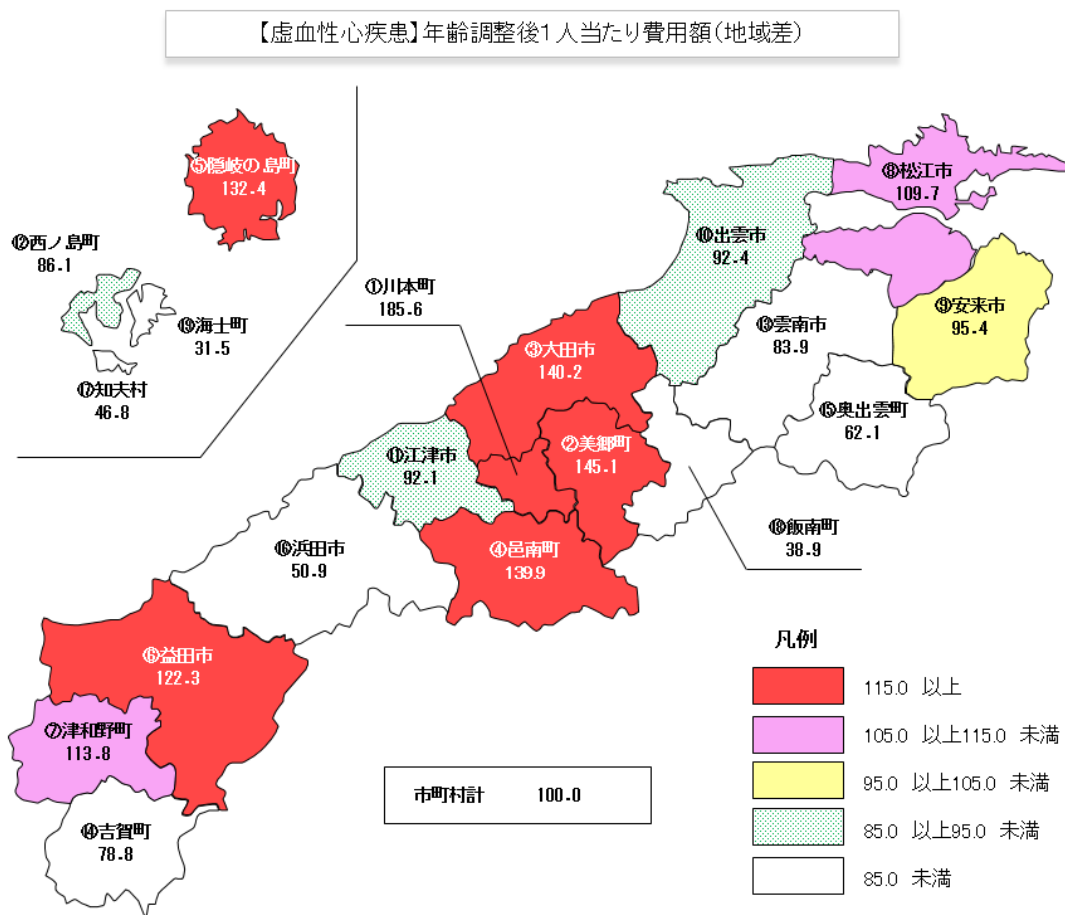 【虚血性心疾患】年齢調整後1人当たり費用額(地域差)
⑤隠岐の島町
132.4
⑫西ノ島町
86.1
⑲海士町
31.5
⑰知夫村
46.8
⑧松江市
109.7
⑩出雲市
92.4
①川本町
185.6
⑨安来市
95.4
⑬雲南市
83.9
③大田市
140.2
⑮奥出雲町
62.1
②美郷町
145.1
⑪江津市
92.1
⑱飯南町
38.9
⑯浜田市
50.9
④邑南町
139.9
⑥益田市
122.3
⑦津和野町
113.8
⑭吉賀町
78.8
市町村計 100.0
凡例
115.0 以上
105.0 以上115.0 未満
95.0 以上105.0 未満
85.0 以上95.0 未満
85.0 未満